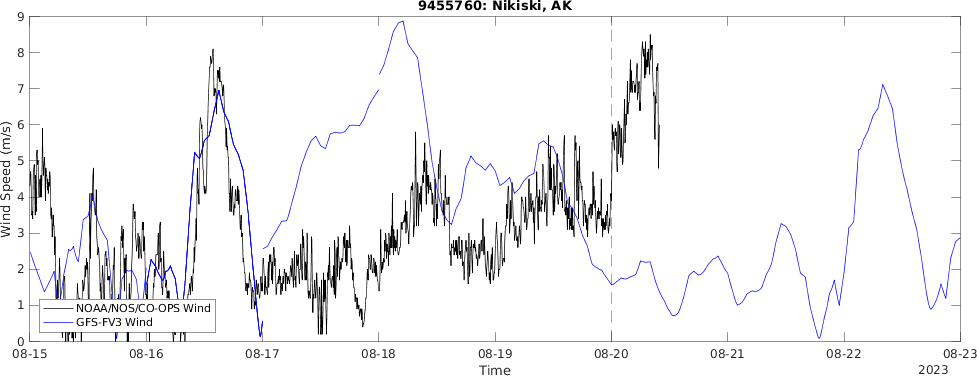 9455760: Nikiski, AK
Wind Speed (m/s)
9
8
7
6
5
4
3
2
1
0
NOAA/NOS/CO-OPS Wind
GFS-FV3 Wind
08-15 08-16 08-17 08-18 08-19 08-20 08-21 08-22 08-23
Time
2023